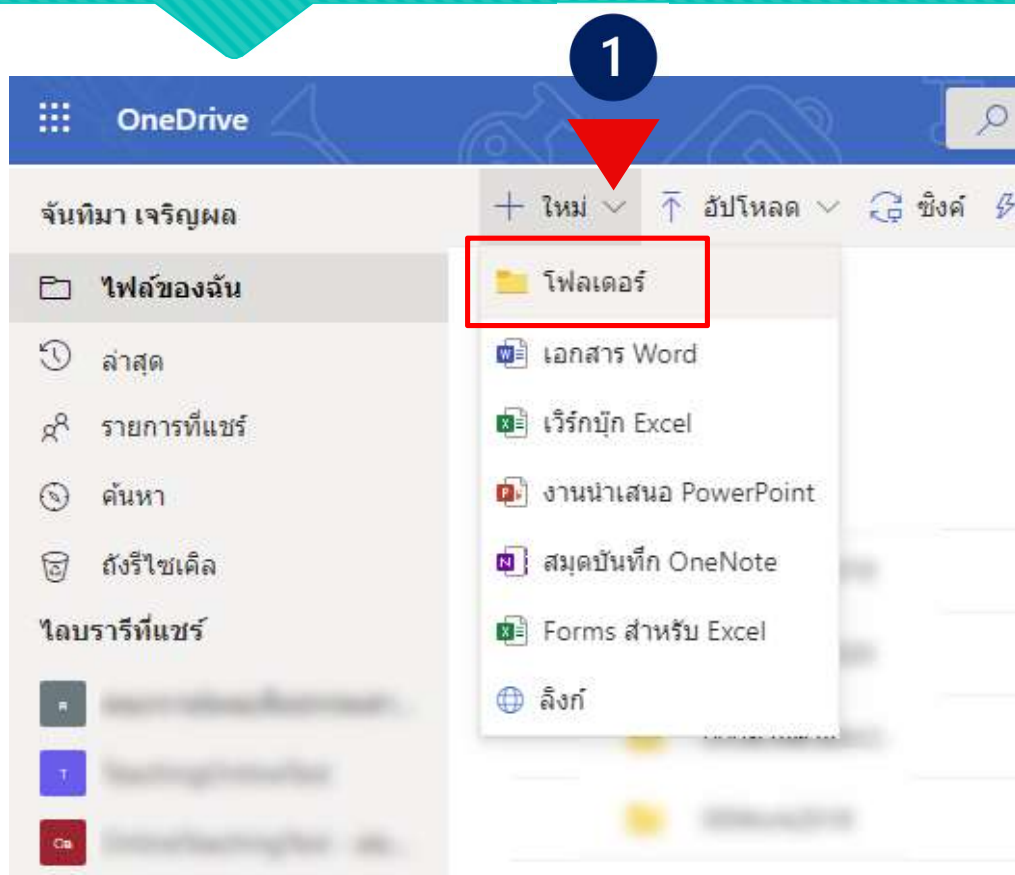 1
OneDrive
จันทิมา เจริญผล
ใหม่
อัปโหลด
ซิงค์
ไฟล์ของฉัน
ล่าสุด
รายการที่แชร์
ค้นหา
ถังรีไซเคิล
ไลบรารีที่แชร์
R
T
โฟลเดอร์
เอกสาร Word
เวิร์กบุ๊ก Excel
งานนำเสนอ PowerPoint
สมุดบันทึก OneNote
Forms สำหรับ Excel
ลิงก์